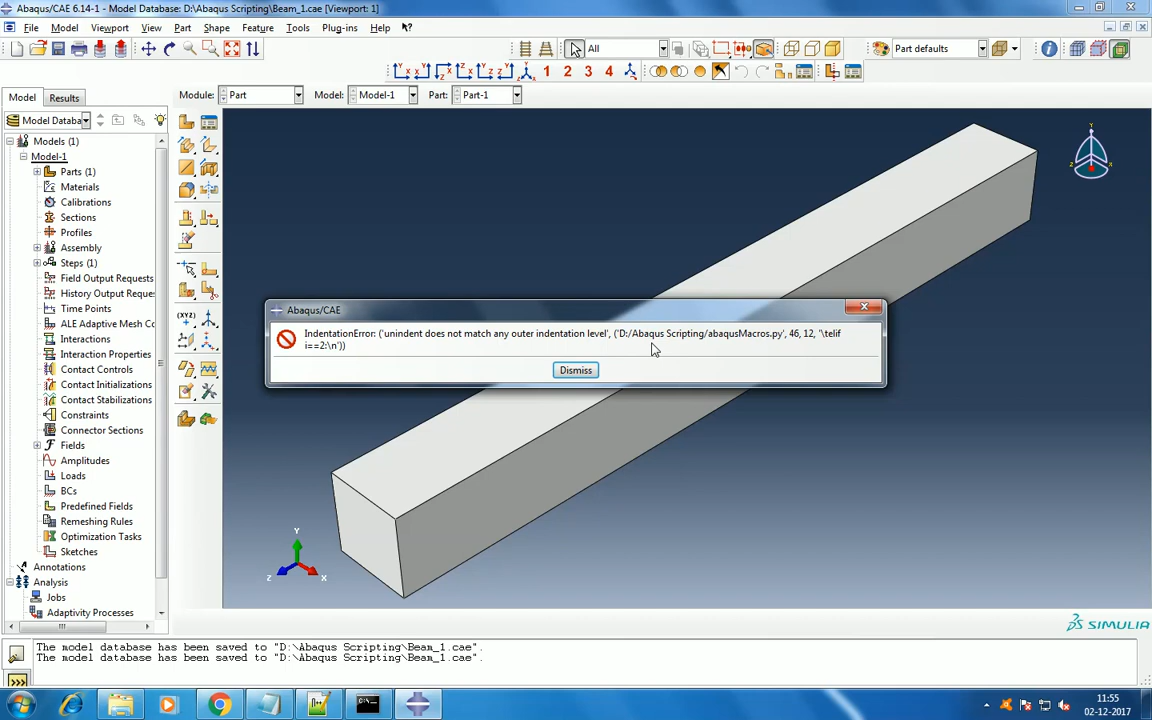 Abaqus/CAE 6.14-1 - Model Database: D:\Abaqus Scripting\Beam_1.cae [Viewport: 1]
File Model Viewport View Part Shape Feature Tools Plug-ins Help
All
Part defaults
1 2 3 4
Model Results
Module: Part Model: Model-1 Part: Part-1
Model Databa
Models (1)
Model-1
Parts (1)
Materials
Calibrations
Sections
Profiles
Assembly
Steps (1)
Field Output Requests
History Output Reque
Time Points
ALE Adaptive Mesh Co
Interactions
Interaction Properties
Contact Controls
Contact Initializations
Contact Stabilizations
Constraints
Connector Sections
Fields
Amplitudes
Loads
BCs
Predefined Fields
Remeshing Rules
Optimization Tasks
Sketches
Annotations
Analysis
Jobs
Adaptivity Processes
(XYZ)
Abaqus/CAE
IndentationError: ('unindent does not match any outer indentation level', ('D:/Abaqus Scripting/abaqusMacros.py', 46, 12, '\telif
i==2:\n'))
Dismiss
Y
Z X
Y
Z
X
SIMULIA
The model database has been saved to "D:\Abaqus Scripting\Beam_1.cae".
The model database has been saved to "D:\Abaqus Scripting\Beam_1.cae".
>>>
11:55
02-12-2017